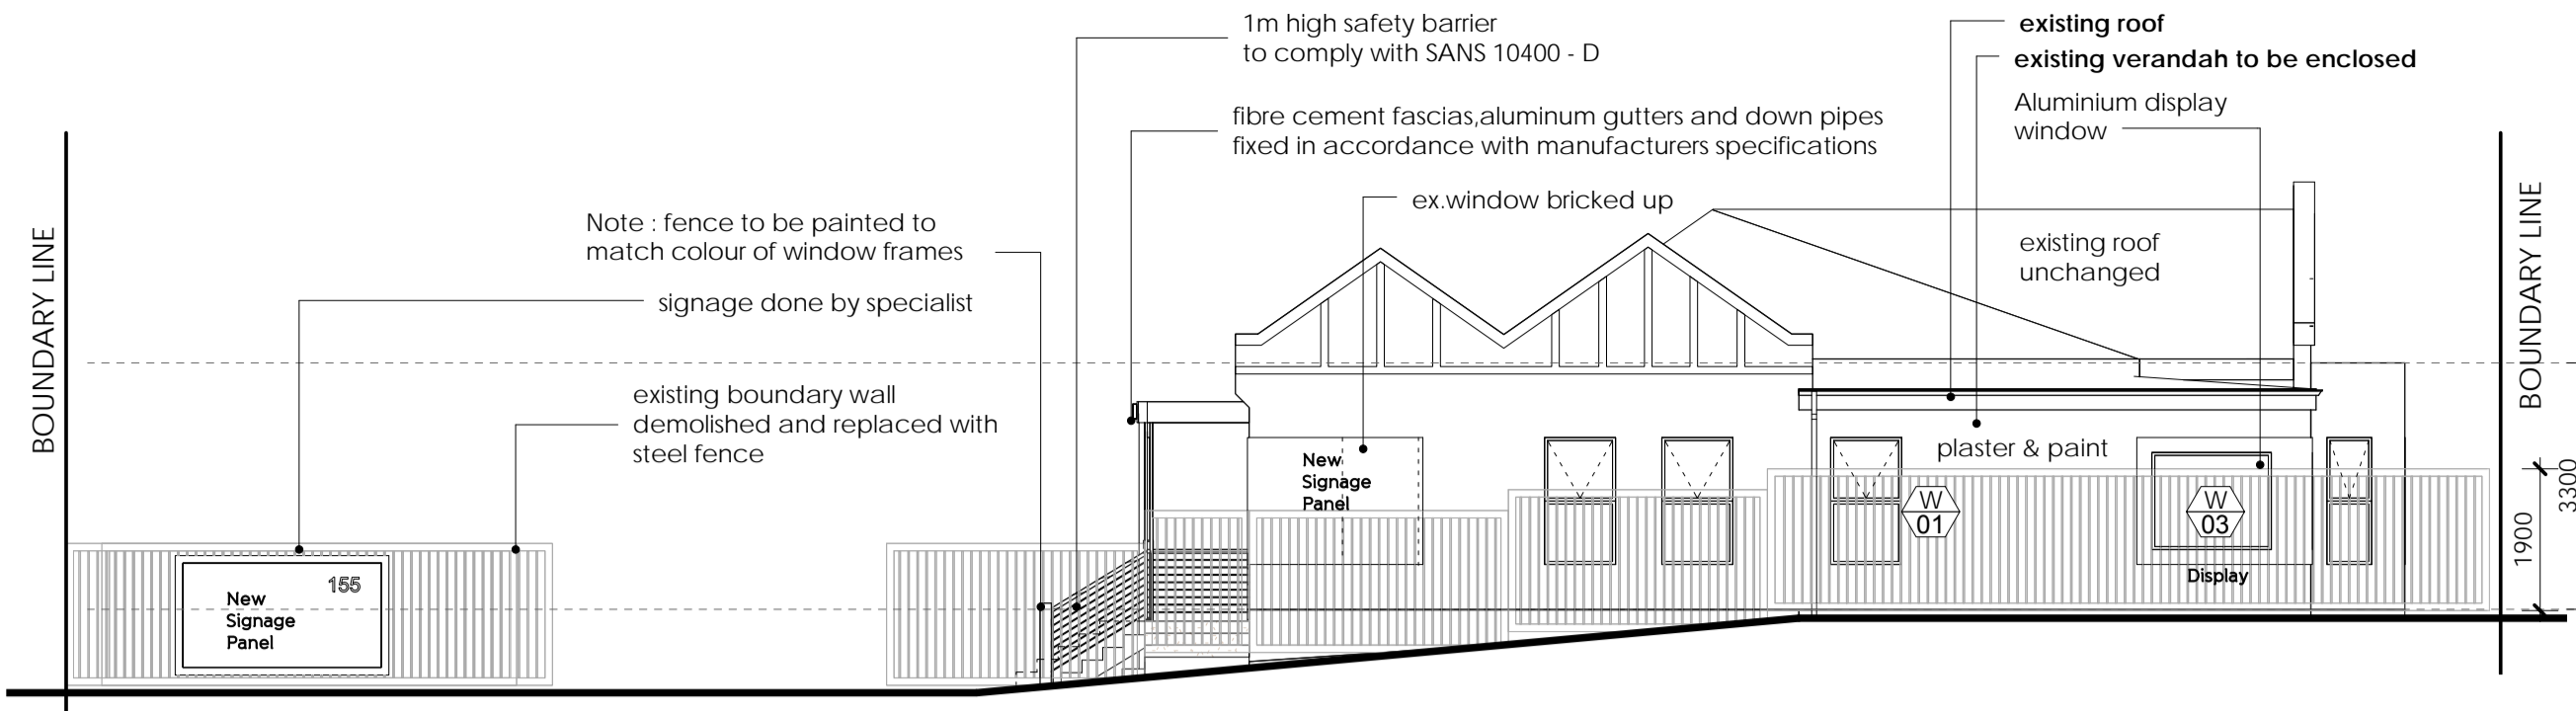 1m high safety barrier
to comply with SANS 10400 - D
existing roof
existing verandah to be enclosed
Aluminium display
window
fibre cement fascias,aluminum gutters and down pipes
fixed in accordance with manufacturers specifications
ex.window bricked up
Note : fence to be painted to
match colour of window frames
signage done by specialist
existing boundary wall
demolished and replaced with
steel fence
existing roof
unchanged
BOUNDARY LINE
BOUNDARY LINE
plaster & paint
New
Signage
Panel
W
01
W
03
Display
155
New
Signage
Panel
1900
3300